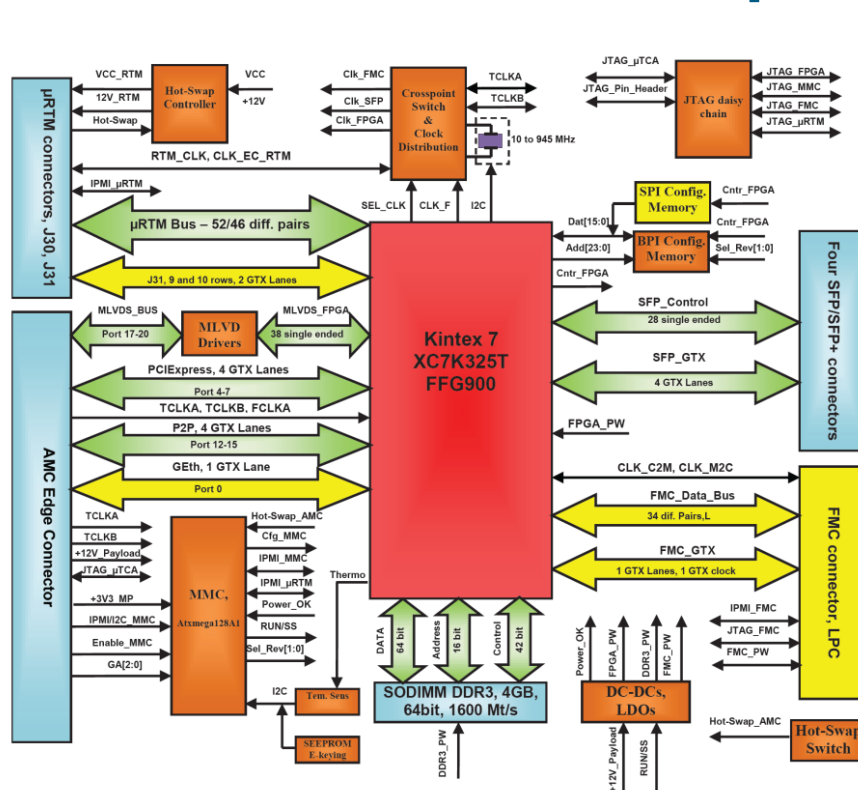 µRTM connectors, J30, J31
VCC_RTM
12V_RTM
Hot-Swap
Hot-Swap
Controller
VCC
+12V
RTM_CLK, CLK_EC_RTM
IPMI_µRTM
µRTM Bus – 52/46 diff. pairs
J31, 9 and 10 rows, 2 GTX Lanes
Clk_FMC
Clk_SFP
Clk_FPGA
Crosspoint
Switch
&
Clock
Distribution
TCLKA
TCLKB
10 to 945 MHz
SEL_CLK
CLK_F
I2C
JTAG_µTCA
JTAG_Pin_Header
JTAG daisy
chain
JTAG_FPGA
JTAG_MMC
JTAG_FMC
JTAG_µRTM
SPI Config.
Memory
Cntr_FPGA
Dat[15:0]
Add[23:0]
BPI Config.
Memory
Cntr_FPGA
Sel_Rev[1:0]
Cntr_FPGA
Kintex 7
XC7K325T
FFG900
SFP_Control
28 single ended
SFP_GTX
4 GTX Lanes
Four SFP/SFP+ connectors
FPGA_PW
AMC Edge Connector
MLVDS_BUS
Port 17-20
MLVD
Drivers
MLVDS_FPGA
38 single ended
PCIExpress, 4 GTX Lanes
Port 4-7
TCLKA, TCLKB, FCLKA
P2P, 4 GTX Lanes
Port 12-15
GEth, 1 GTX Lane
Port 0
CLK_C2M, CLK_M2C
FMC_Data_Bus
34 dif. Pairs,L
FMC_GTX
1 GTX Lanes, 1 GTX clock
FMC connector, LPC
IPMI_FMC
JTAG_FMC
FMC_PW
TCLKA
TCLKB
+12V_Payload
JTAG_µTCA
+3V3_MP
IPMI/I2C_MMC
Enable_MMC
GA[2:0]
MMC,
Atxmega128A1
Hot-Swap_AMC
Cfg_MMC
IPMI_MMC
IPMI_µRTM
Power_OK
RUN/SS
Sel_Rev[1:0]
Thermo
I2C
Tem. Sens
SEEPROM
E-keying
DATA
64 bit
Address
16 bit
Control
42 bit
SODIMM DDR3, 4GB,
64bit, 1600 Mt/s
DDR3_PW
Power_OK
FPGA_PW
DDR3_PW
FMC_PW
DC-DCs,
LDOs
+12V_Payload
RUN/SS
Hot-Swap_AMC
Hot-Swap
Switch